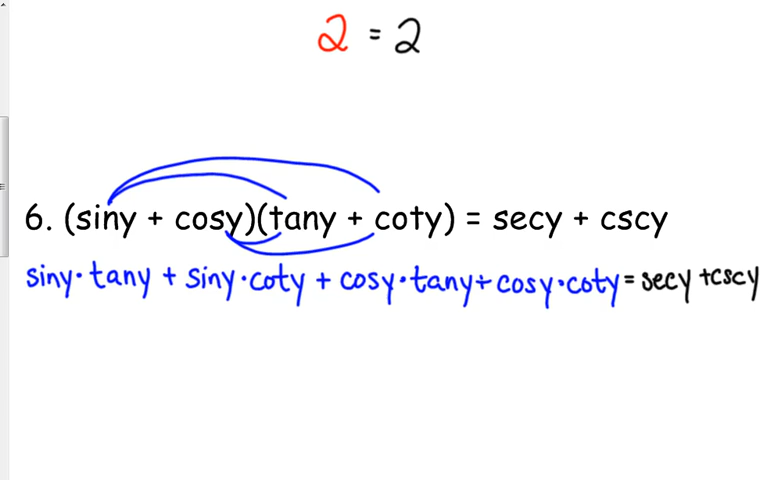 2 = 2
6. (siny + cosy)(tany + coty) = secy + cscy
siny·tany + siny·coty + cosy·tany + cosy·coty = secy + cscy